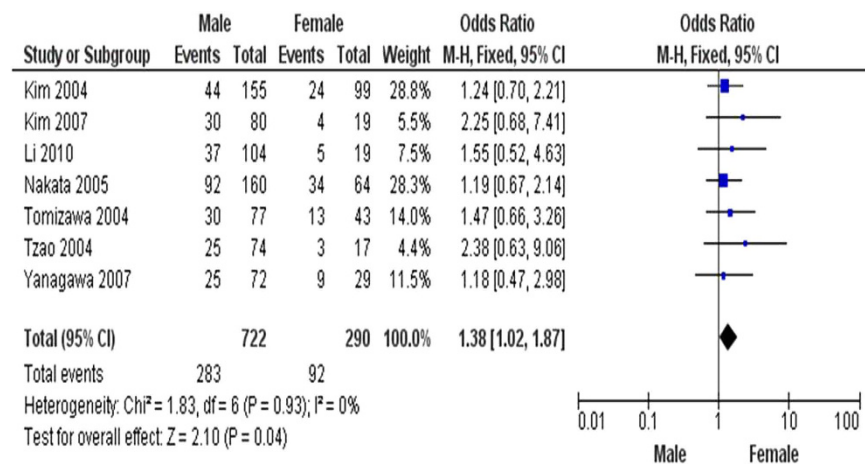 Male Female Odds Ratio Odds Ratio
Study or Subgroup Events Total Events Total Weight M-H, Fixed, 95% CI M-H, Fixed, 95% CI
Kim 2004 44 155 24 99 28.8% 1.24 [0.70, 2.21]
Kim 2007 30 80 4 19 5.5% 2.25 [0.68, 7.41]
Li 2010 37 104 5 19 7.5% 1.55 [0.52, 4.63]
Nakata 2005 92 160 34 64 28.3% 1.19 [0.67, 2.14]
Tomizawa 2004 30 77 13 43 14.0% 1.47 [0.66, 3.26]
Tzao 2004 25 74 3 17 4.4% 2.38 [0.63, 9.06]
Yanagawa 2007 25 72 9 29 11.5% 1.18 [0.47, 2.98]
Total (95% CI) 722 290 100.0% 1.38 [1.02, 1.87]
Total events 283 92
Heterogeneity: Chi² = 1.83, df = 6 (P = 0.93); I² = 0%
Test for overall effect: Z = 2.10 (P = 0.04)
0.01 0.1 1 10 100
Male Female